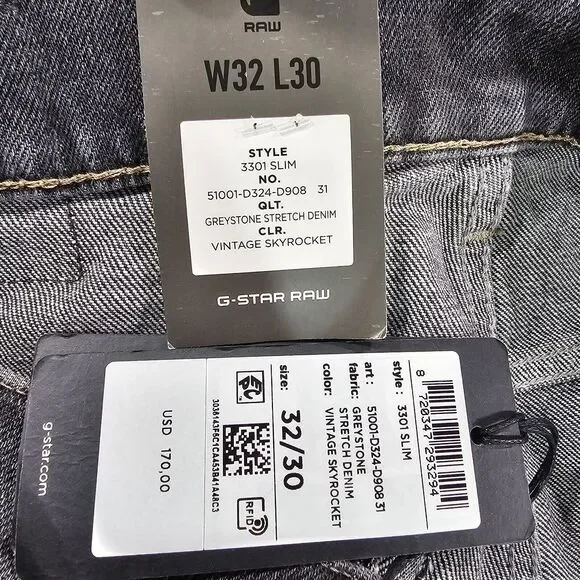 RAW
W32 L30
STYLE
3301 SLIM
NO.
51001-D324-D908 31
QLT.
GREYSTONE STRETCH DENIM
CLR.
VINTAGE SKYROCKET
G-STAR RAW
8 720347 293294
style : 3301 SLIM
art : 51001-D324-D908 31
fabric: GREYSTONE
STRETCH DENIM
color: VINTAGE SKYROCKET
size: 32/30
EPC
RFID
3038143F6C1CA453B41A48C3
USD 170,00
g-star.com